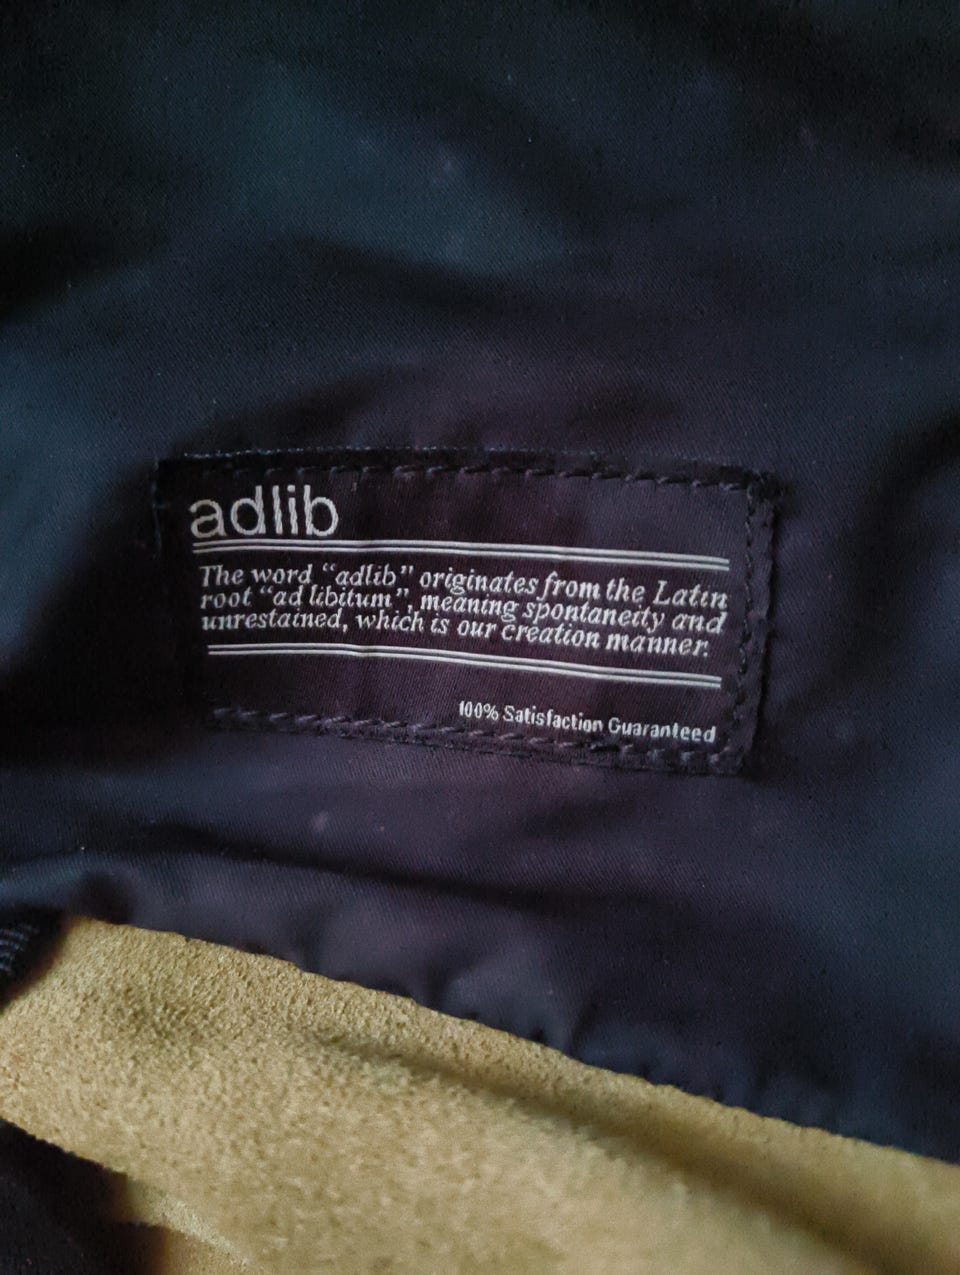 adlib
The word “adlib” originates from the Latin
root “ad libitum”, meaning spontaneity and
unrestained, which is our creation manner.
100% Satisfaction Guaranteed